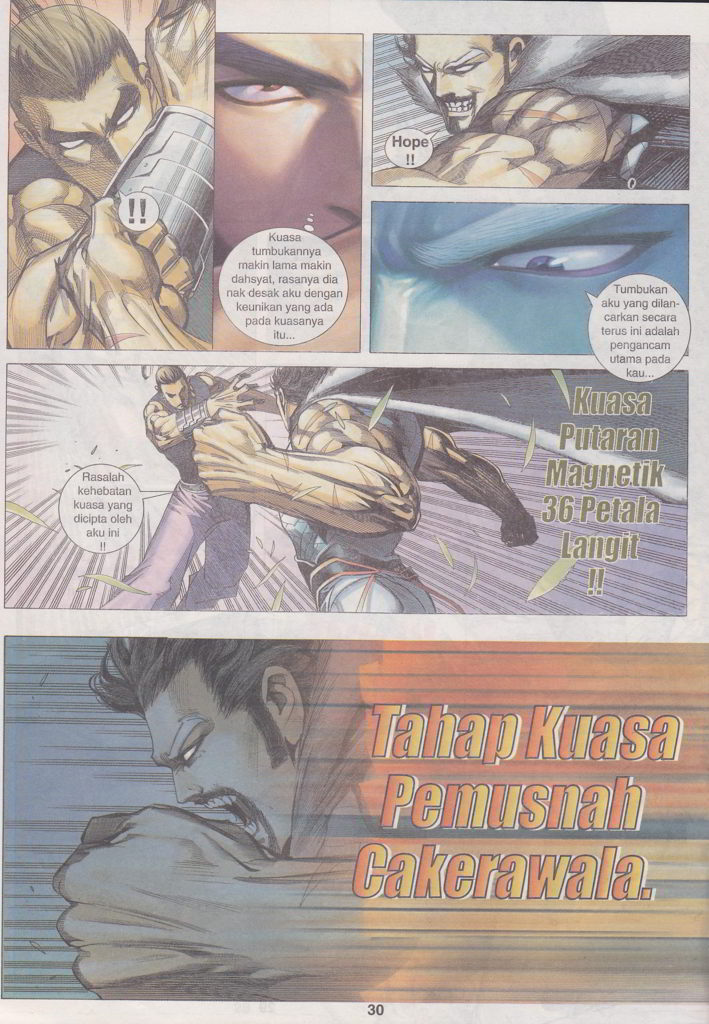 !!
Kuasa
tumbukannya
makin lama makin
dahsyat, rasanya dia
nak desak aku dengan
keunikan yang ada
pada kuasanya
itu...
Hope
!!
Tumbukan
aku yang dilan-
carkan secara
terus ini adalah
pengancam
utama pada
kau...
Rasalah
kehebatan
kuasa yang
dicipta oleh
aku ini
!!
Kuasa
Putaran
Magnetik
36 Petala
Langit
!!
Tahap Kuasa
Pemusnah
Cakerawala.
30